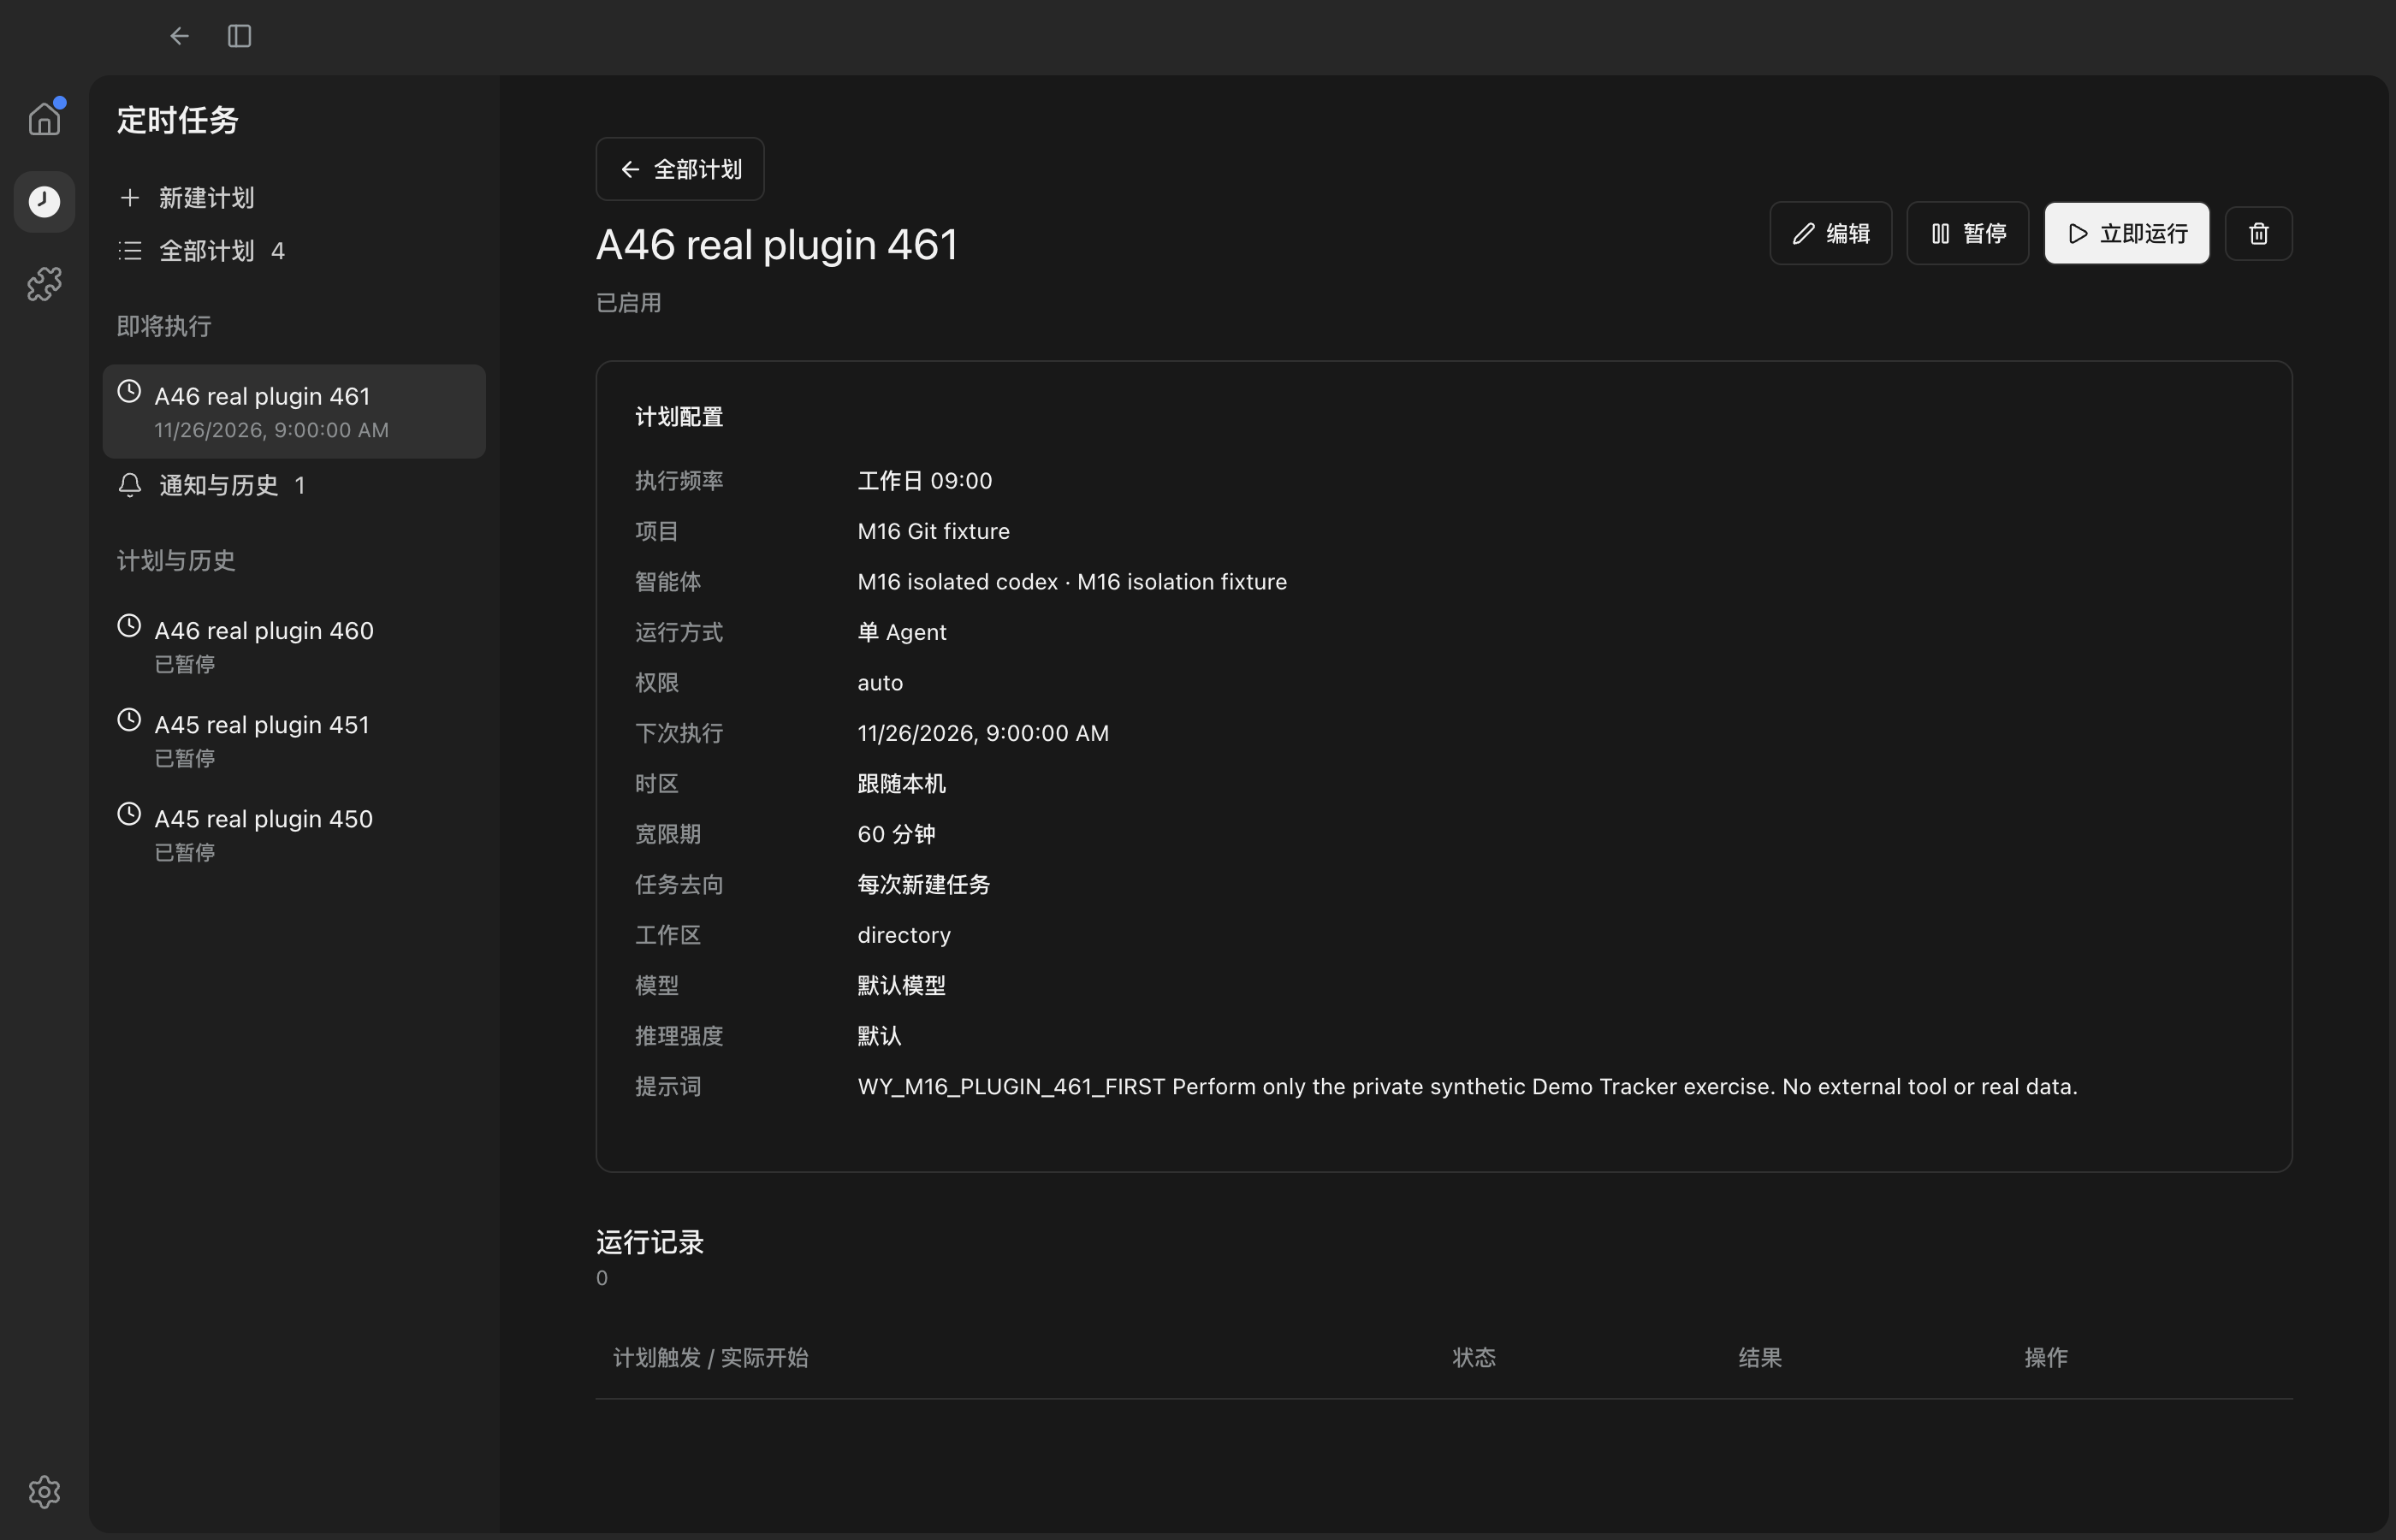 定时任务
新建计划
全部计划 4
即将执行
A46 real plugin 461
11/26/2026, 9:00:00 AM
通知与历史 1
计划与历史
A46 real plugin 460
已暂停
A45 real plugin 451
已暂停
A45 real plugin 450
已暂停
全部计划
A46 real plugin 461
已启用
编辑
暂停
立即运行
计划配置
执行频率 工作日 09:00
项目 M16 Git fixture
智能体 M16 isolated codex · M16 isolation fixture
运行方式 单 Agent
权限 auto
下次执行 11/26/2026, 9:00:00 AM
时区 跟随本机
宽限期 60 分钟
任务去向 每次新建任务
工作区 directory
模型 默认模型
推理强度 默认
提示词 WY_M16_PLUGIN_461_FIRST Perform only the private synthetic Demo Tracker exercise. No external tool or real data.
运行记录
0
计划触发 / 实际开始 状态 结果 操作